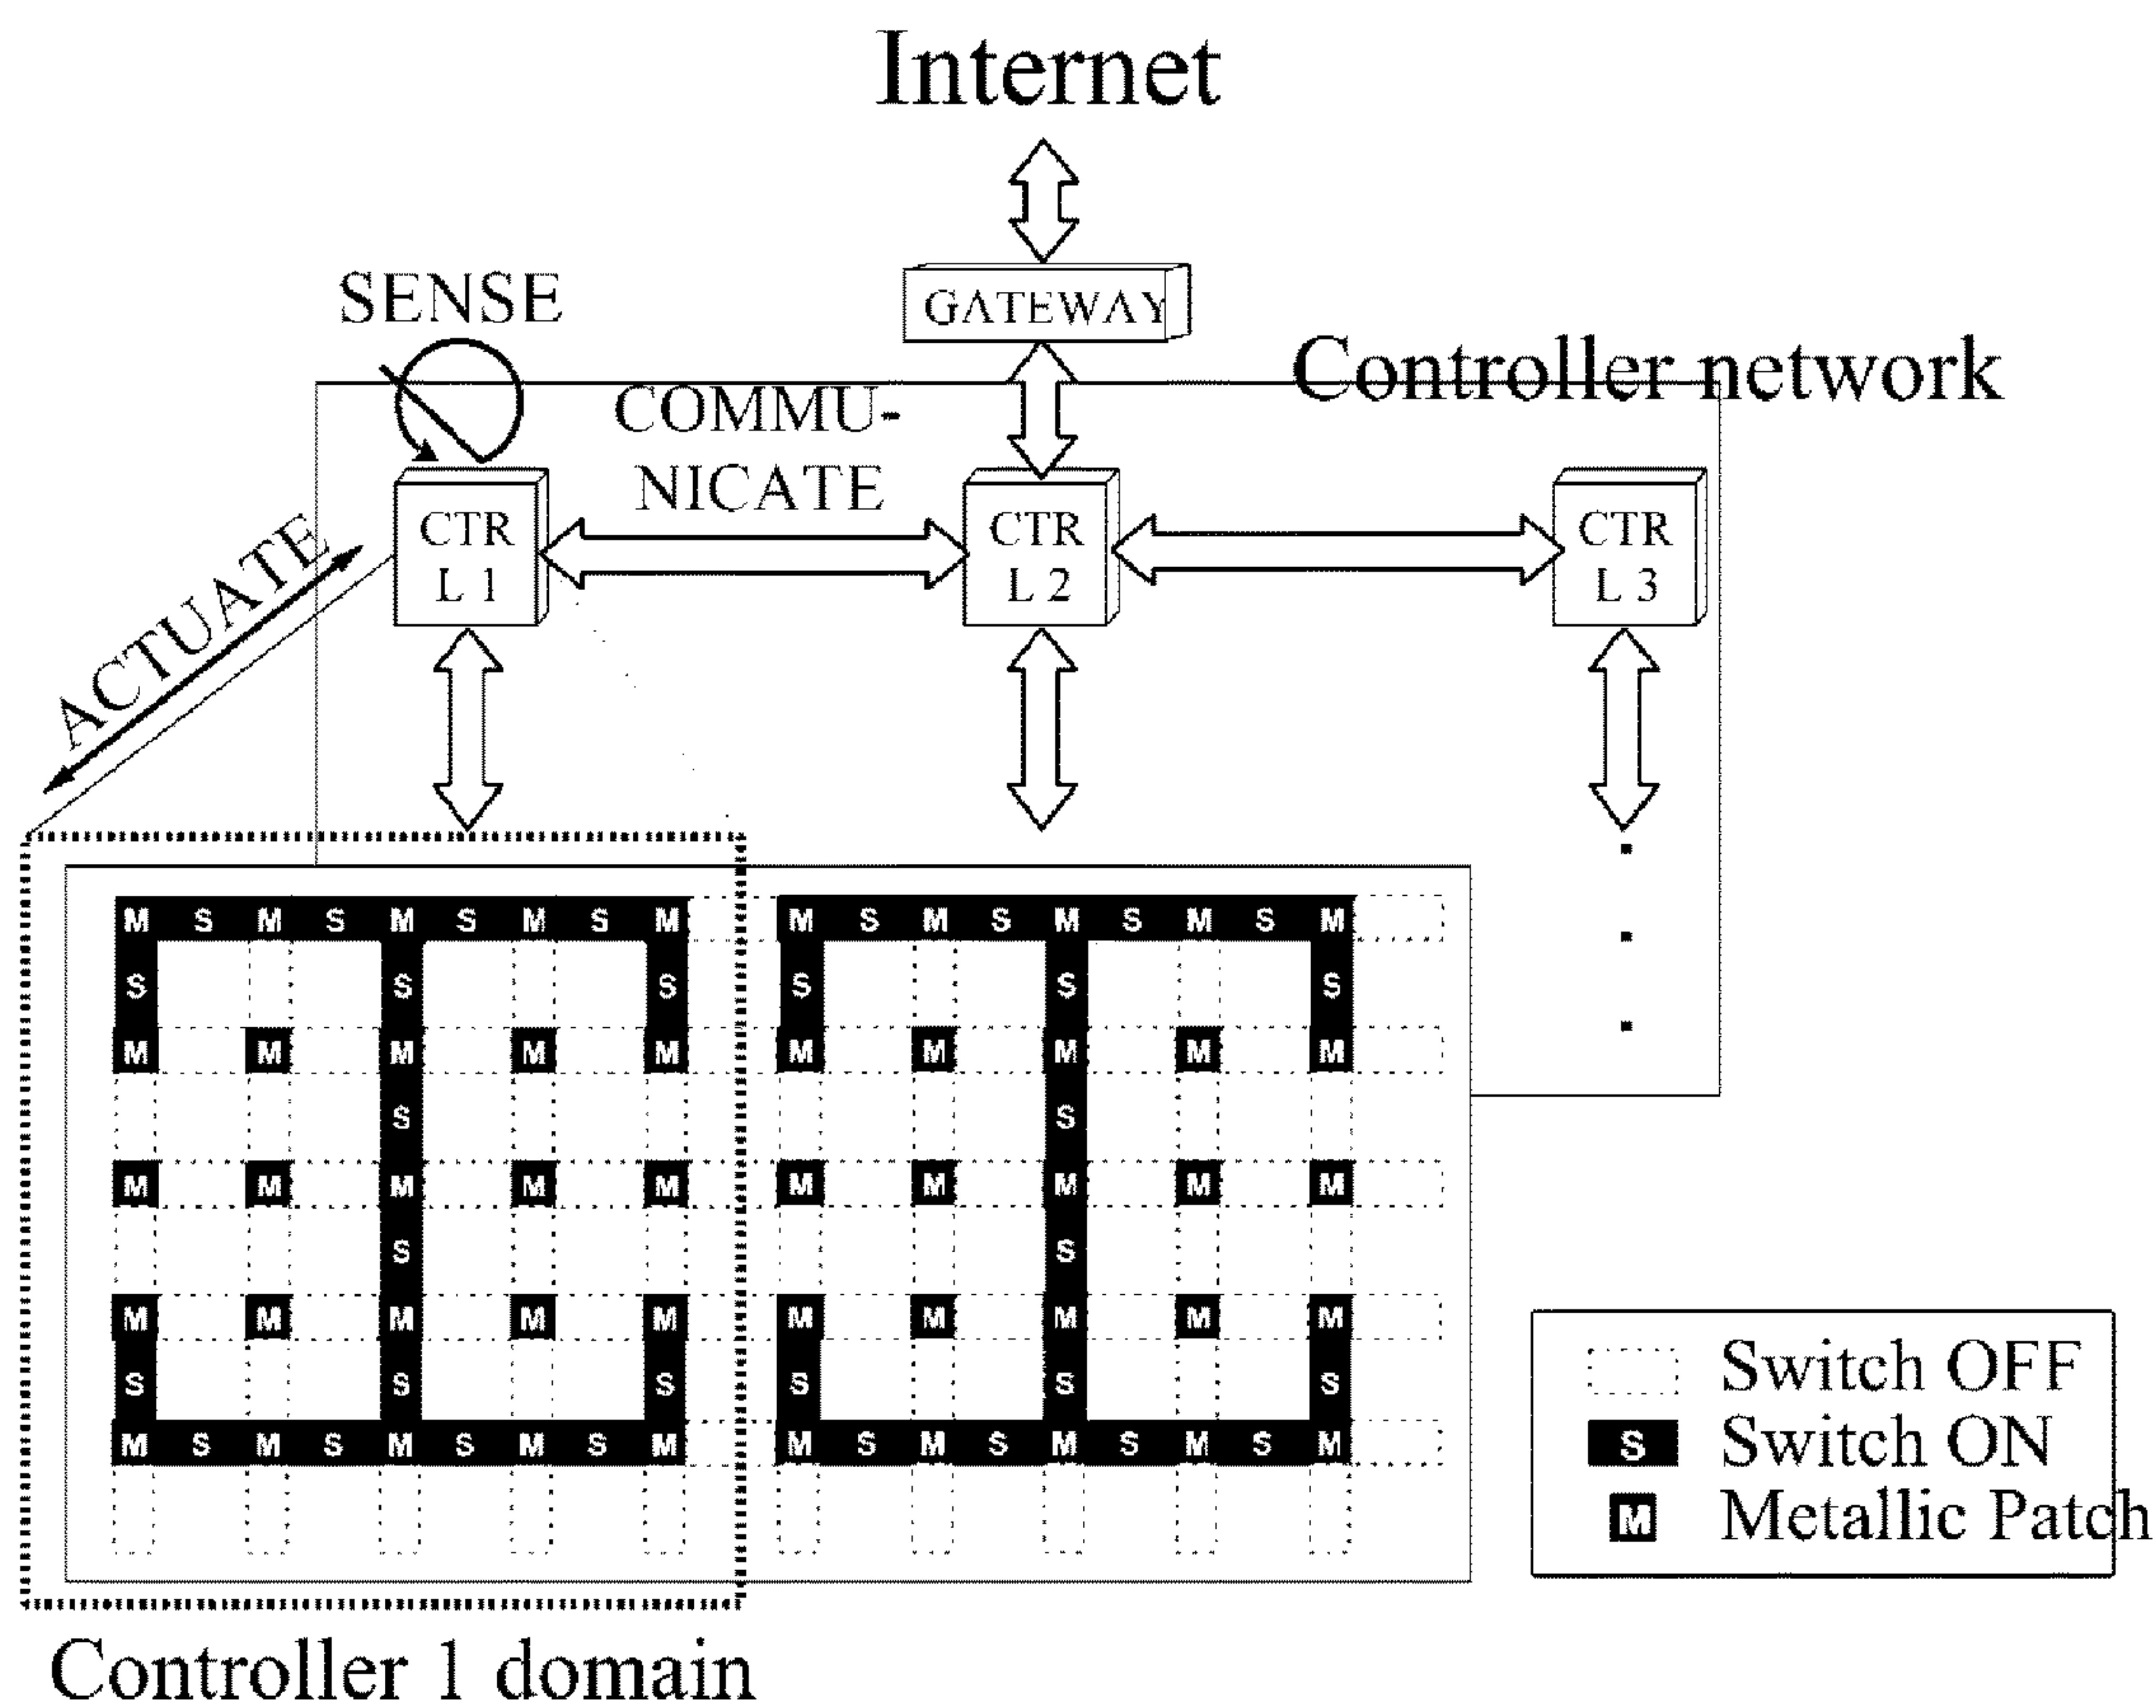 Internet
SENSE
GATEWAY
Controller network
COMMU-
NICATE
ACTUATE
CTR
L 1
CTR
L 2
CTR
L 3
M S M S M S M S M M S M S M S M S M
S S S S S S
M M M M M M M M M M
S S
M M M M M M M M M M
S S
M M M M M M M M M M
S S S S S S
M S M S M S M S M M S M S M S M S M
Switch OFF
S Switch ON
M Metallic Patch
Controller 1 domain